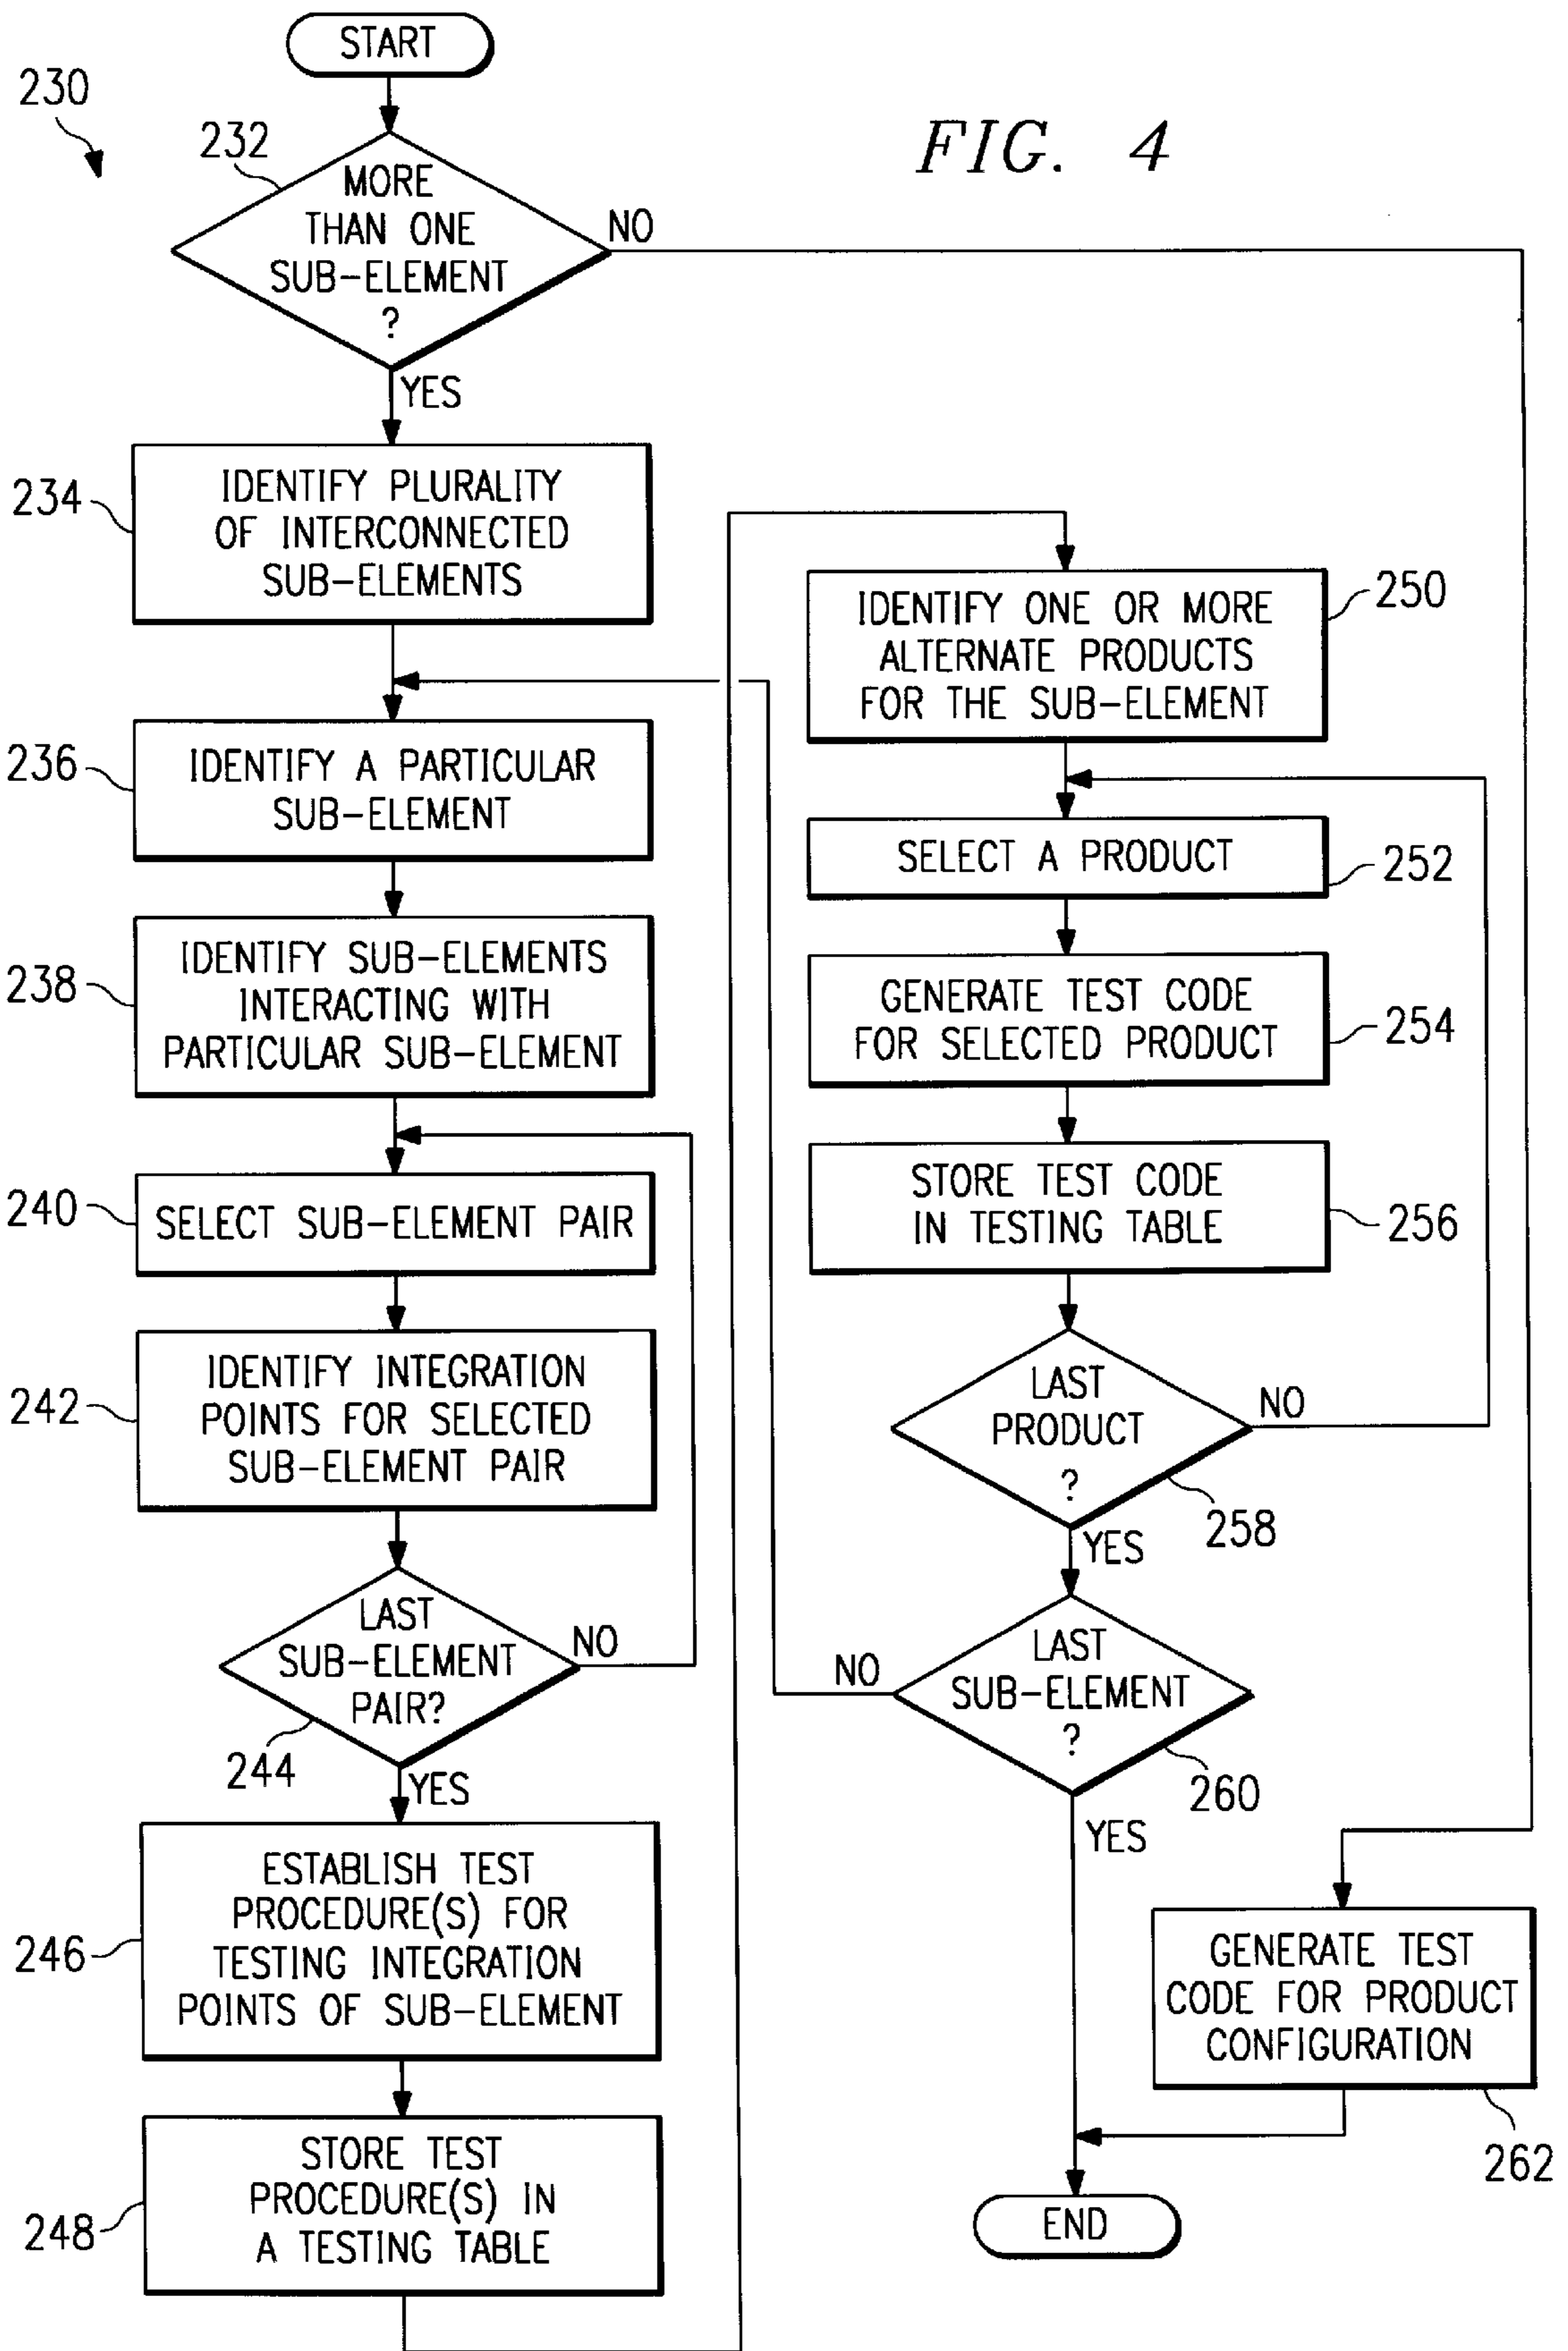 START
230
FIG. 4
232
MORE
THAN ONE
SUB-ELEMENT
?
NO
YES
234
IDENTIFY PLURALITY
OF INTERCONNECTED
SUB-ELEMENTS
236
IDENTIFY A PARTICULAR
SUB-ELEMENT
238
IDENTIFY SUB-ELEMENTS
INTERACTING WITH
PARTICULAR SUB-ELEMENT
240
SELECT SUB-ELEMENT PAIR
242
IDENTIFY INTEGRATION
POINTS FOR SELECTED
SUB-ELEMENT PAIR
LAST
SUB-ELEMENT
PAIR?
NO
244
YES
246
ESTABLISH TEST
PROCEDURE(S) FOR
TESTING INTEGRATION
POINTS OF SUB-ELEMENT
248
STORE TEST
PROCEDURE(S) IN
A TESTING TABLE
IDENTIFY ONE OR MORE
ALTERNATE PRODUCTS
FOR THE SUB-ELEMENT
250
SELECT A PRODUCT
252
GENERATE TEST CODE
FOR SELECTED PRODUCT
254
STORE TEST CODE
IN TESTING TABLE
256
LAST
PRODUCT
?
NO
258
YES
LAST
SUB-ELEMENT
?
NO
260
YES
GENERATE TEST
CODE FOR PRODUCT
CONFIGURATION
262
END